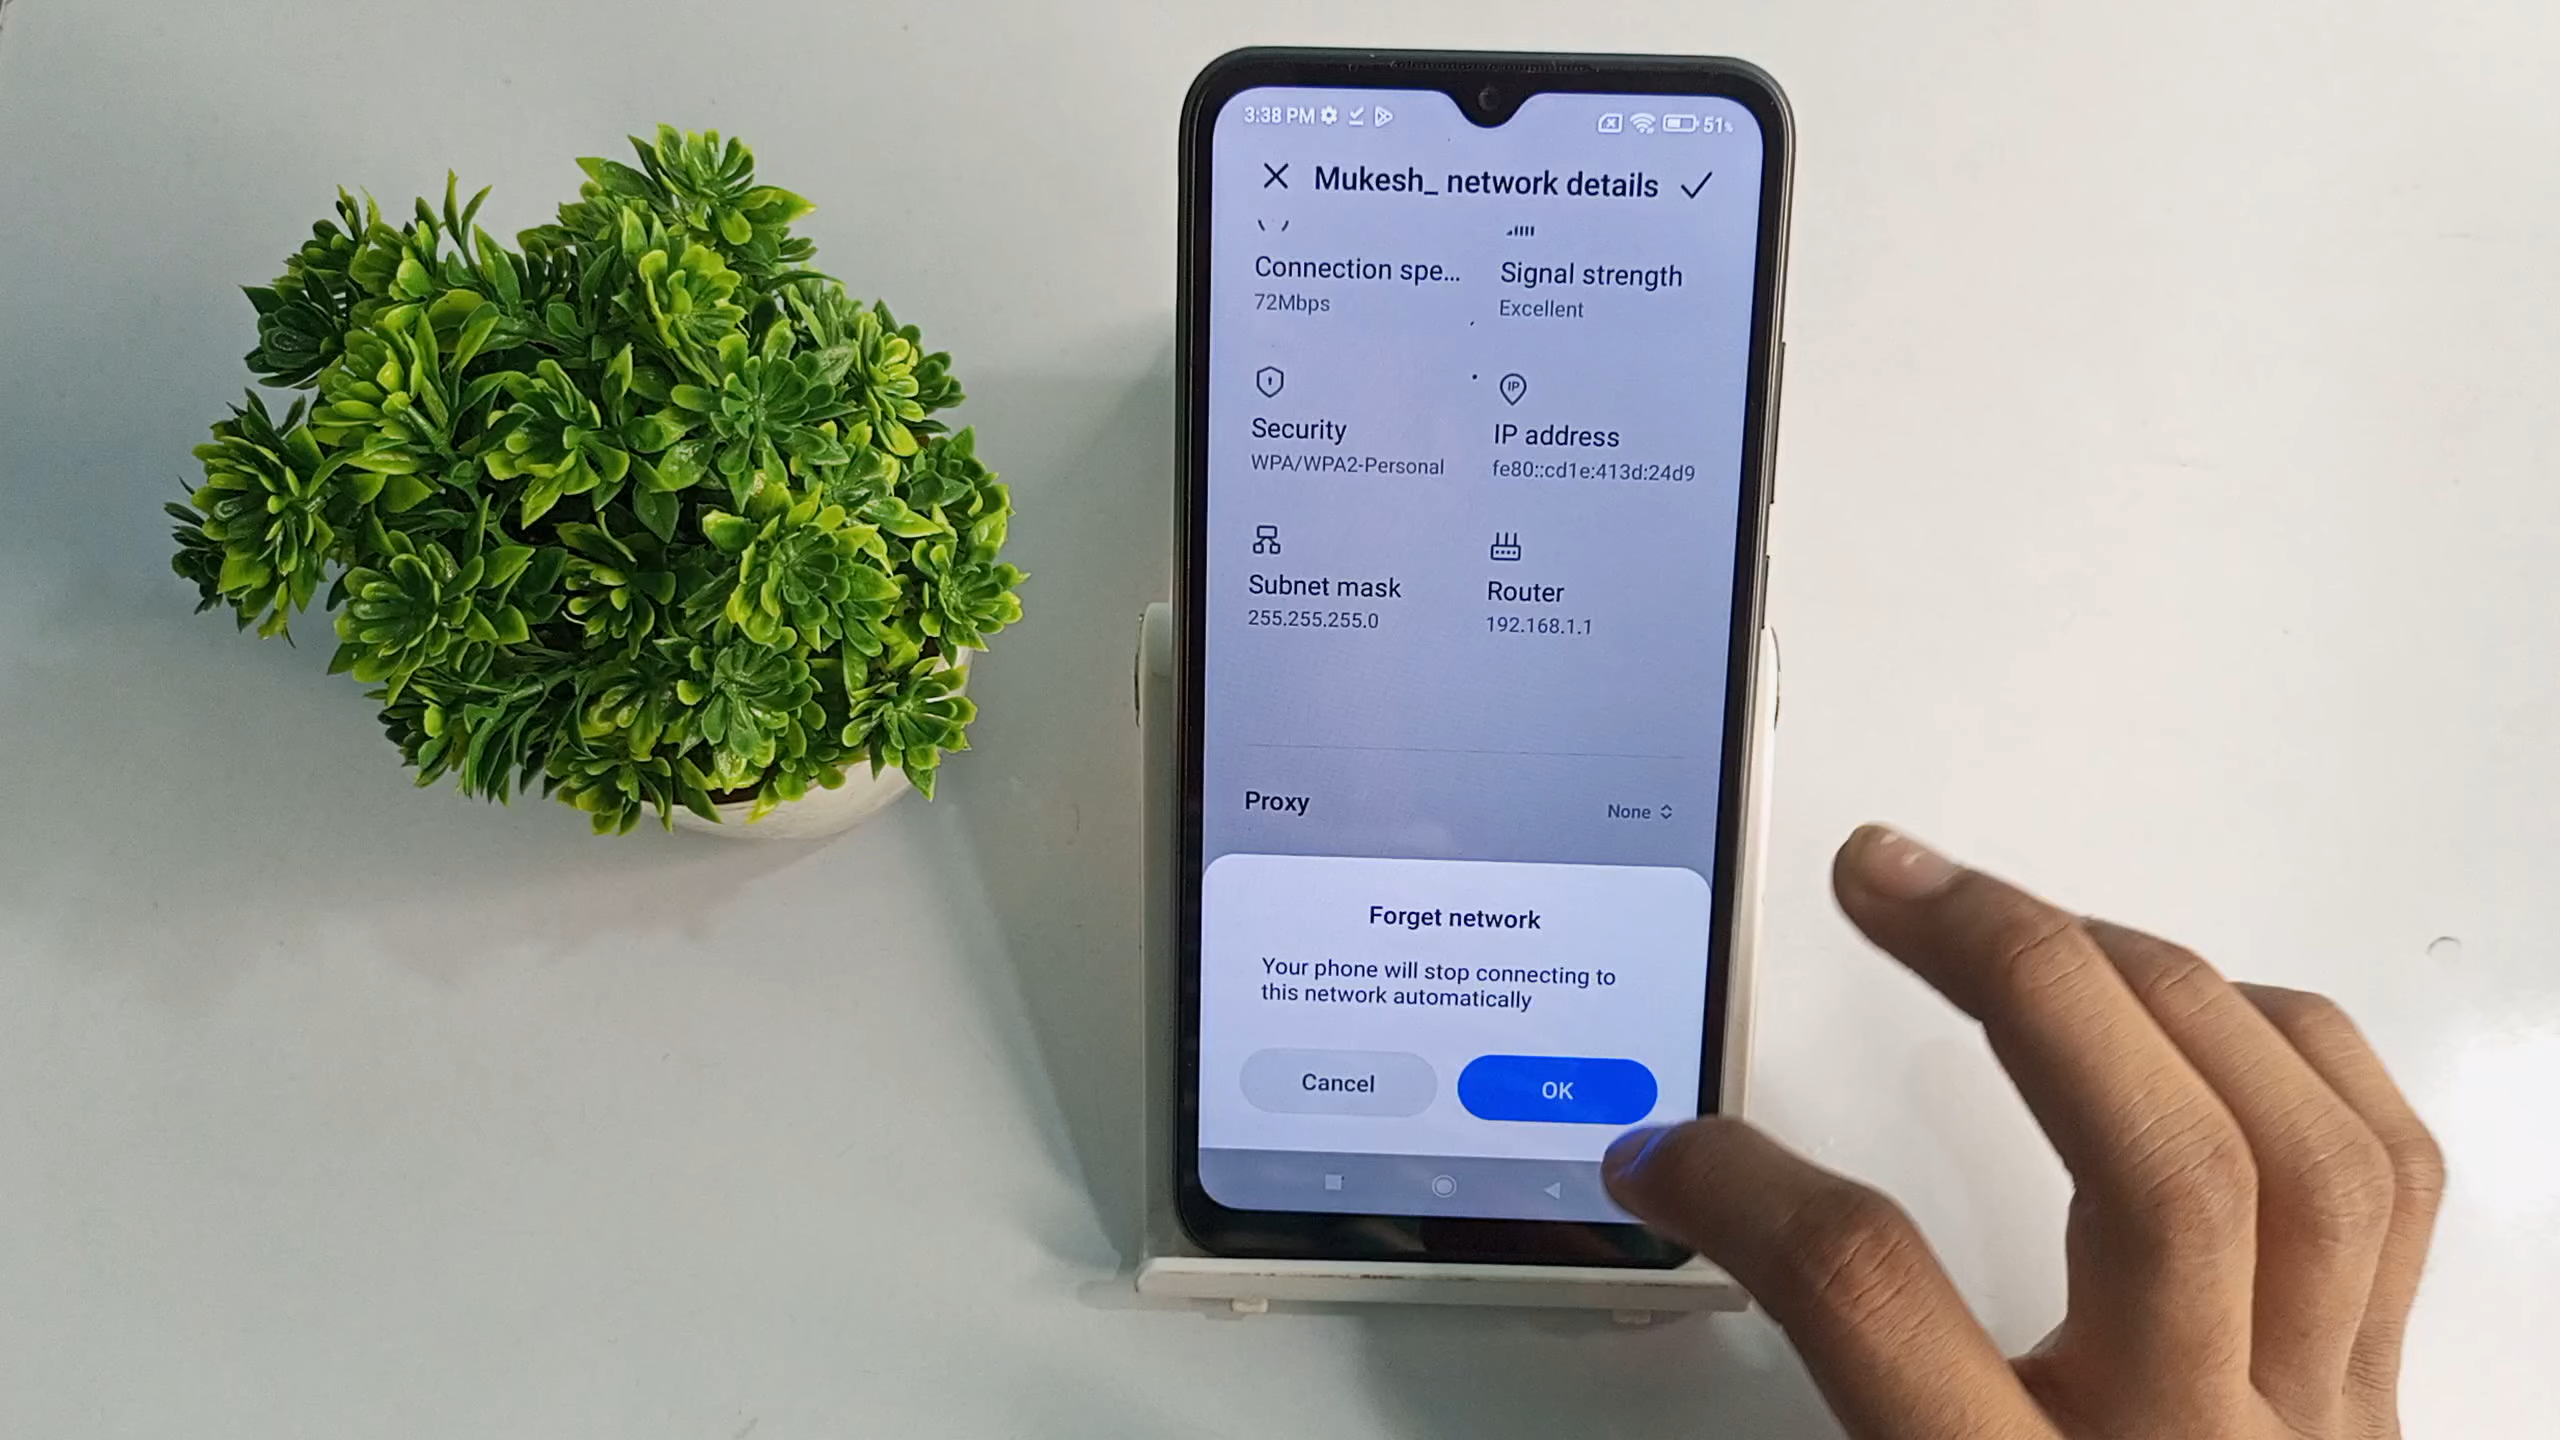 3:38 PM
51%
Mukesh_ network details
Connection spe...
72Mbps
Signal strength
Excellent
Security
WPA/WPA2-Personal
IP
IP address
fe80::cd1e:413d:24d9
Subnet mask
255.255.255.0
Router
192.168.1.1
Proxy
None
Forget network
Your phone will stop connecting to
this network automatically
Cancel
OK